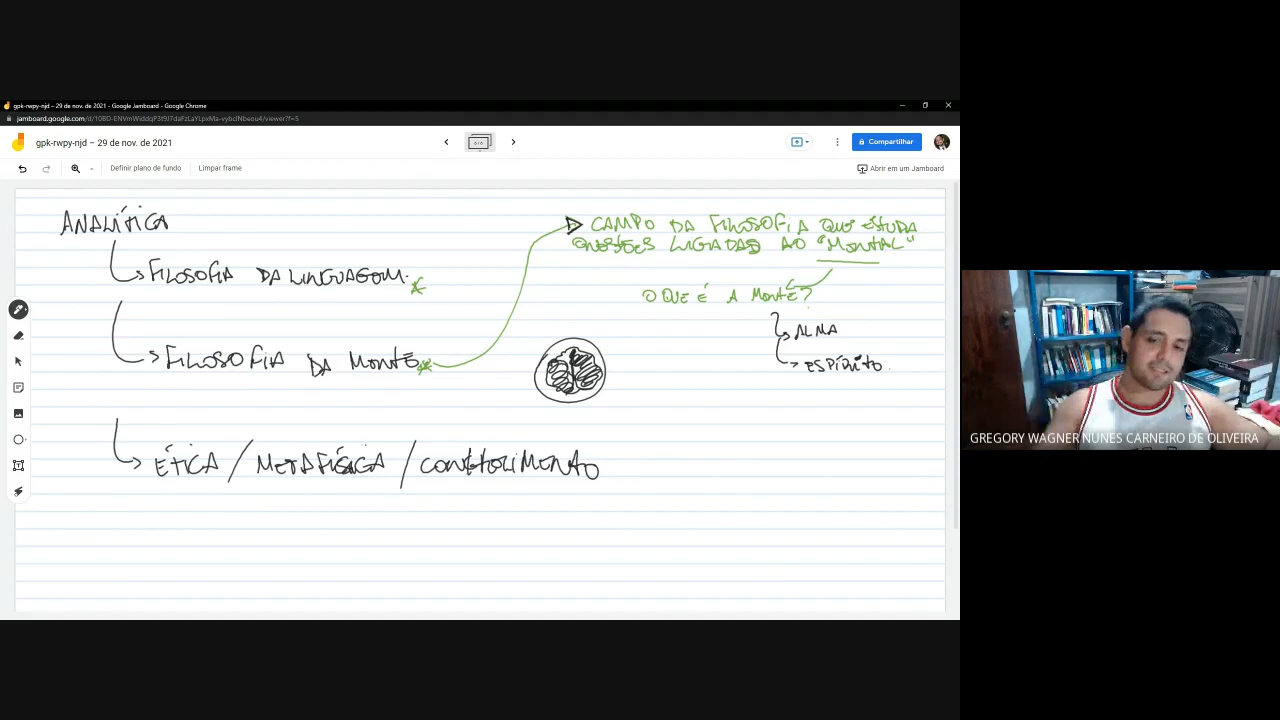 gpk-rwpy-njd – 29 de nov. de 2021 - Google Jamboard - Google Chrome
gpk-rwpy-njd – 29 de nov. de 2021
Compartilhar
Definir plano de fundo
Limpar frame
Abrir em um Jamboard
ANALÍTICA
FILOSOFIA DA LINGUAGEM.
FILOSOFIA DA MENTE
ÉTICA / METAFÍSICA / CONHECIMENTO
CAMPO DA FILOSOFIA QUE ESTUDA
QUESTÕES LIGADAS AO "MENTAL"
O QUE É A MENTE?
ALMA
ESPÍRITO.
GREGORY WAGNER NUNES CARNEIRO DE OLIVEIRA